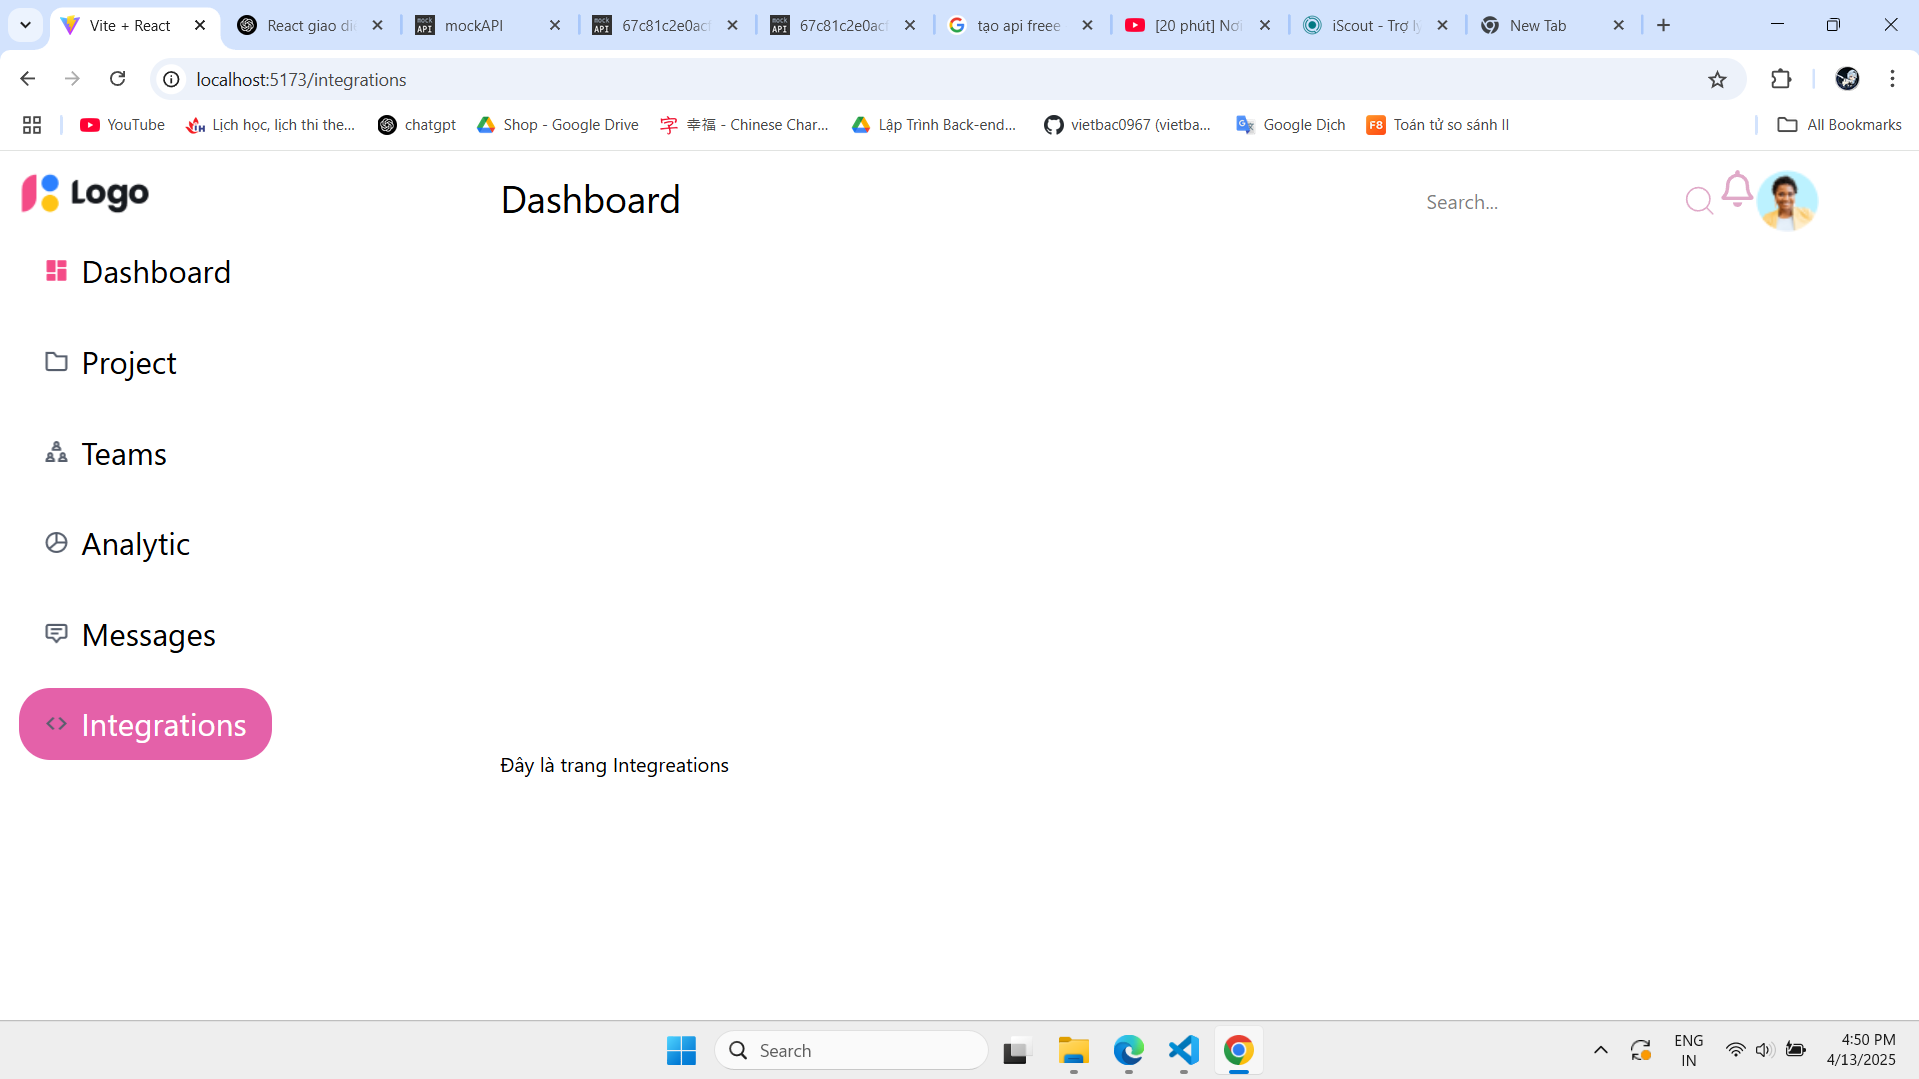 Vite + React
React giao di
mockAPI
67c81c2e0ac
67c81c2e0ac
tạo api freee
[20 phút] Nơ
iScout - Trợ l
New Tab
localhost:5173/integrations
YouTube
Lịch học, lịch thi the...
chatgpt
Shop - Google Drive
字 幸福 - Chinese Char...
Lập Trình Back-end...
vietbac0967 (vietba...
Google Dịch
F8 Toán tử so sánh II
All Bookmarks
Logo
Dashboard
Search...
Dashboard
Project
Teams
Analytic
Messages
Integrations
Đây là trang Integreations
Search
ENG
IN
4:50 PM
4/13/2025